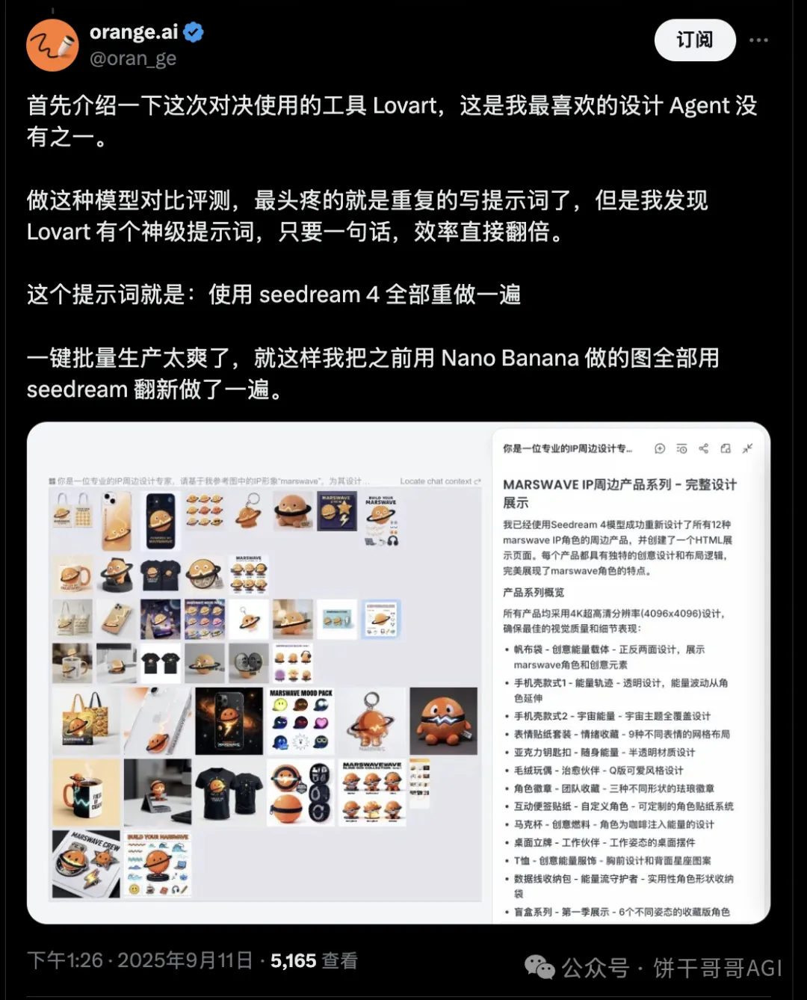 orange.ai
@oran_ge
订阅
首先介绍一下这次对决使用的工具 Lovart，这是我最喜欢的设计 Agent 没
有之一。
做这种模型对比评测，最头疼的就是重复的写提示词了，但是我发现
Lovart 有个神级提示词，只要一句话，效率直接翻倍。
这个提示词就是：使用 seedream 4 全部重做一遍
一键批量生产太爽了，就这样我把之前用 Nano Banana 做的图全部用
seedream 翻新做了一遍。
你是一位专业的IP周边设计专家，请基于我参考图中的IP形象"marswave"，为其设计...
Locate chat context
MARSWAVE CREW
BUILD YOUR
MARSWAVE
MARSWAVE
MARSWAVE MOOD PACK
MARSWAVE
MARSWAVE
MARSWAVE CREW
BUILD YOUR MARSWAVE
你是一位专业的IP周边设计专...
MARSWAVE IP周边产品系列 - 完整设计
展示
我已经使用Seedream 4模型成功重新设计了所有12种
marswave IP角色的周边产品，并创建了一个HTML展
示页面。每个产品都具有独特的创意设计和布局逻辑，
完美展现了marswave角色的特点。
产品系列概览
所有产品均采用4K超高清分辨率(4096x4096)设计，
确保最佳的视觉质量和细节表现：
• 帆布袋 - 创意能量载体 - 正反两面设计，展示
marswave角色和创意元素
• 手机壳款式1 - 能量轨迹 - 透明设计，能量波动从角
色延伸
• 手机壳款式2 - 宇宙能量 - 宇宙主题全覆盖设计
• 表情贴纸套装 - 情绪收藏 - 9种不同表情的网格布局
• 亚克力钥匙扣 - 随身能量 - 半透明材质设计
• 毛绒玩偶 - 治愈伙伴 - Q版可爱风格设计
• 角色徽章 - 团队收藏 - 三种不同形状的珐琅徽章
• 互动便签贴纸 - 自定义角色 - 可定制的角色贴纸系统
• 马克杯 - 创意燃料 - 角色为咖啡注入能量的设计
• 桌面立牌 - 工作伙伴 - 工作姿态的桌面摆件
• T恤 - 创意能量服饰 - 胸前设计和背面星座图案
• 数据线收纳包 - 能量流守护者 - 实用性角色形状收纳
袋
• 盲盒系列 - 第一季展示 - 6个不同姿态的收藏版角色
下午1:26 · 2025年9月11日 · 5,165 查看
公众号 · 饼干哥哥AGI